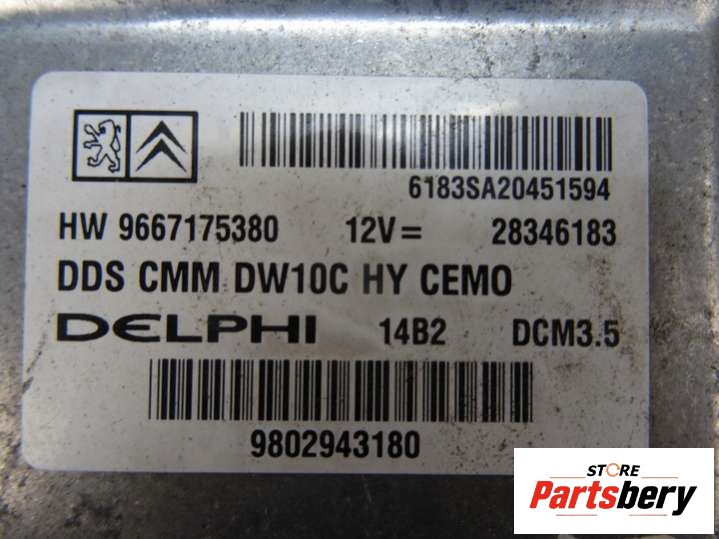 6183SA20451594
HW 9667175380 12V= 28346183
DDS CMM DW10C HY CEMO
DELPHI 14B2 DCM3.5
9802943180
STORE
Partsbery